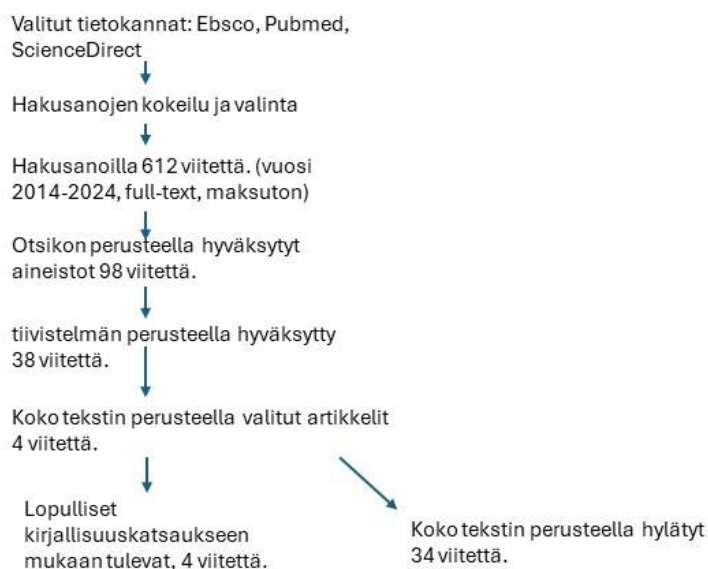 Valitut tietokannat: Ebsco, Pubmed,
ScienceDirect
Hakusanojen kokeilu ja valinta
Hakusanoilla 612 viitettä. (vuosi
2014-2024, full-text, maksuton)
Otsikon perusteella hyväksytyt
aineistot 98 viitettä.
tiivistelmän perusteella hyväksytty
38 viitettä.
Koko tekstin perusteella valitut artikkelit
4 viitettä.
Lopulliset
kirjallisuuskatsaukseen
mukaan tulevat, 4 viitettä.
Koko tekstin perusteella hylätyt
34 viitettä.